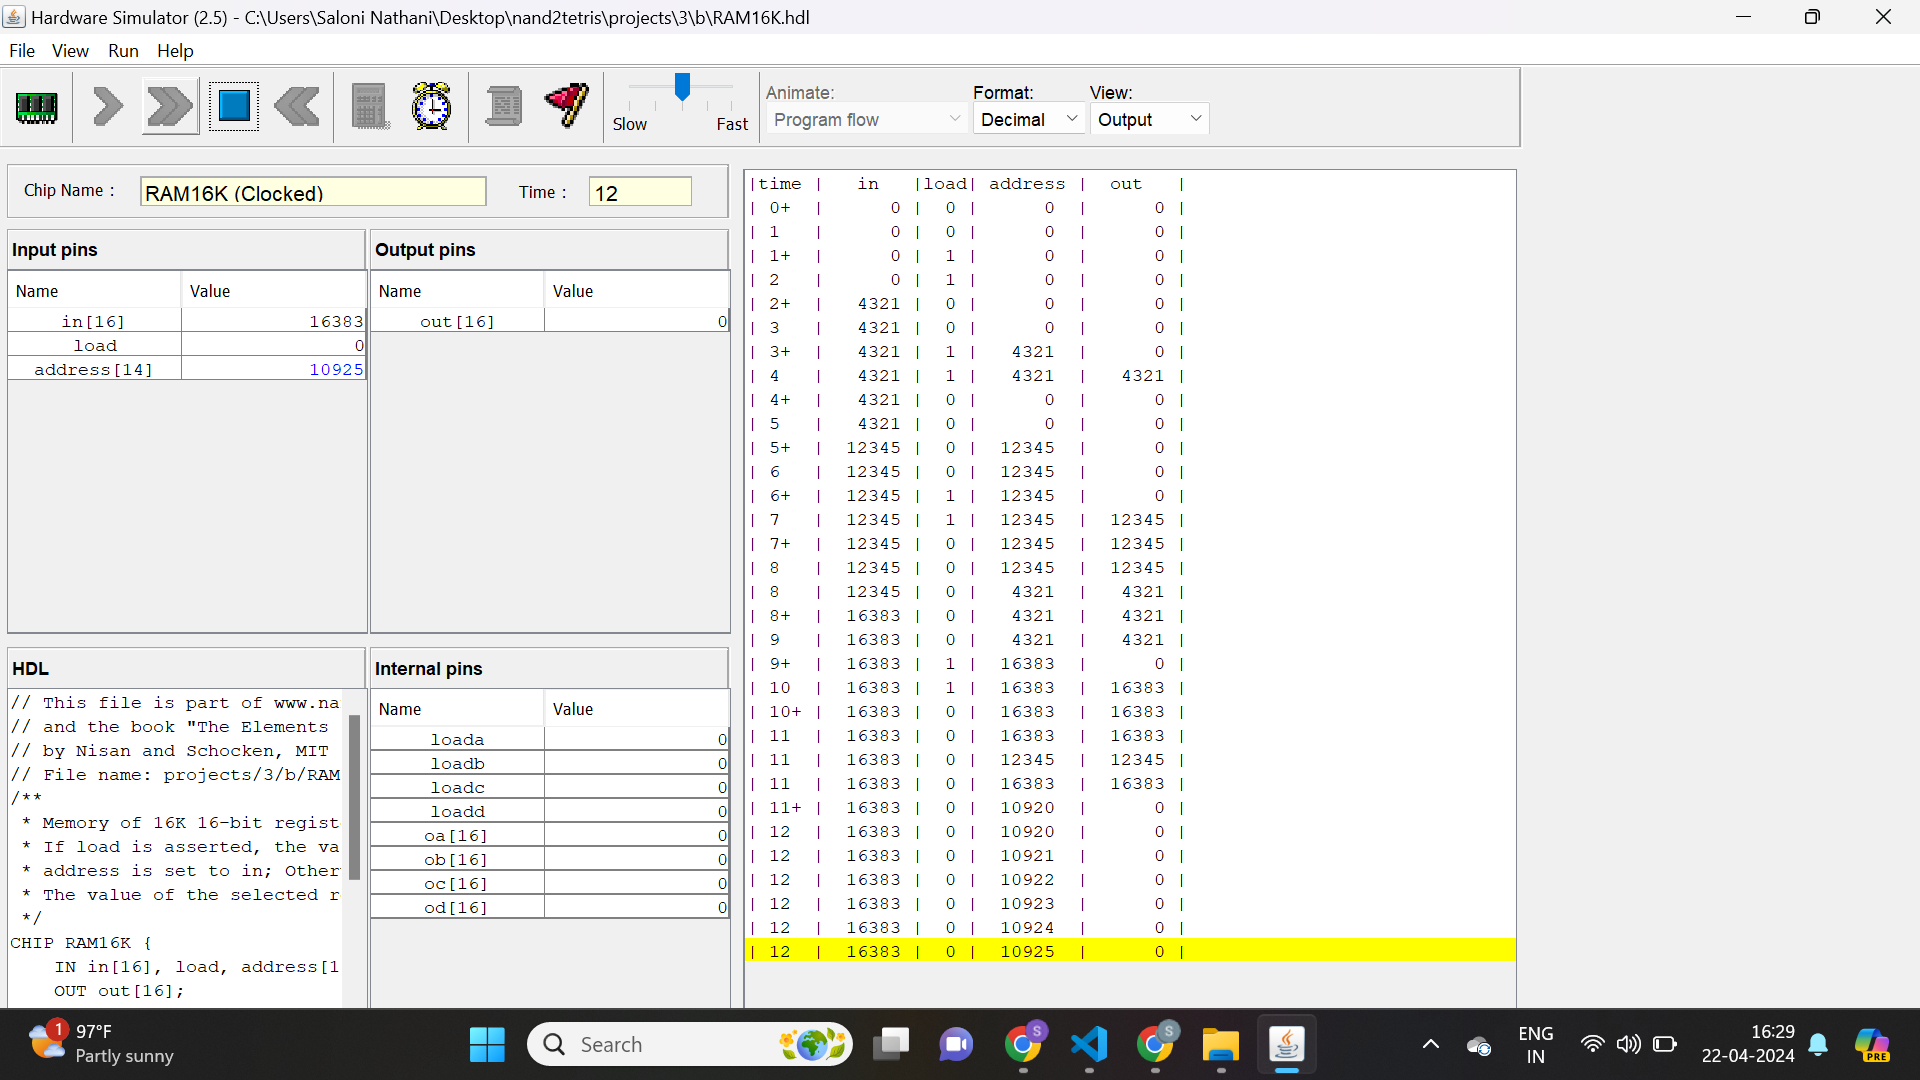 Hardware Simulator (2.5) - C:\Users\Saloni Nathani\Desktop\nand2tetris\projects\3\b\RAM16K.hdl
File View Run Help
Slow Fast
Animate: Format: View:
Program flow Decimal Output
Chip Name : RAM16K (Clocked) Time : 12
Input pins
Name Value
in[16] 16383
load 0
address[14] 10925
Output pins
Name Value
out[16] 0
HDL
// This file is part of www.na
// and the book "The Elements
// by Nisan and Schocken, MIT
// File name: projects/3/b/RAM
/**
* Memory of 16K 16-bit regist
* If load is asserted, the va
* address is set to in; Other
* The value of the selected r
*/
CHIP RAM16K {
IN in[16], load, address[1
OUT out[16];
Internal pins
Name Value
loada 0
loadb 0
loadc 0
loadd 0
oa[16] 0
ob[16] 0
oc[16] 0
od[16] 0
|time | in |load| address | out |
| 0+ | 0 | 0 | 0 | 0 |
| 1 | 0 | 0 | 0 | 0 |
| 1+ | 0 | 1 | 0 | 0 |
| 2 | 0 | 1 | 0 | 0 |
| 2+ | 4321 | 0 | 0 | 0 |
| 3 | 4321 | 0 | 0 | 0 |
| 3+ | 4321 | 1 | 4321 | 0 |
| 4 | 4321 | 1 | 4321 | 4321 |
| 4+ | 4321 | 0 | 0 | 0 |
| 5 | 4321 | 0 | 0 | 0 |
| 5+ | 12345 | 0 | 12345 | 0 |
| 6 | 12345 | 0 | 12345 | 0 |
| 6+ | 12345 | 1 | 12345 | 0 |
| 7 | 12345 | 1 | 12345 | 12345 |
| 7+ | 12345 | 0 | 12345 | 12345 |
| 8 | 12345 | 0 | 12345 | 12345 |
| 8 | 12345 | 0 | 4321 | 4321 |
| 8+ | 16383 | 0 | 4321 | 4321 |
| 9 | 16383 | 0 | 4321 | 4321 |
| 9+ | 16383 | 1 | 16383 | 0 |
| 10 | 16383 | 1 | 16383 | 16383 |
| 10+ | 16383 | 0 | 16383 | 16383 |
| 11 | 16383 | 0 | 16383 | 16383 |
| 11 | 16383 | 0 | 12345 | 12345 |
| 11 | 16383 | 0 | 16383 | 16383 |
| 11+ | 16383 | 0 | 10920 | 0 |
| 12 | 16383 | 0 | 10920 | 0 |
| 12 | 16383 | 0 | 10921 | 0 |
| 12 | 16383 | 0 | 10922 | 0 |
| 12 | 16383 | 0 | 10923 | 0 |
| 12 | 16383 | 0 | 10924 | 0 |
| 12 | 16383 | 0 | 10925 | 0 |
1
97°F
Partly sunny
Search
S
S
ENG
IN
16:29
22-04-2024
PRE